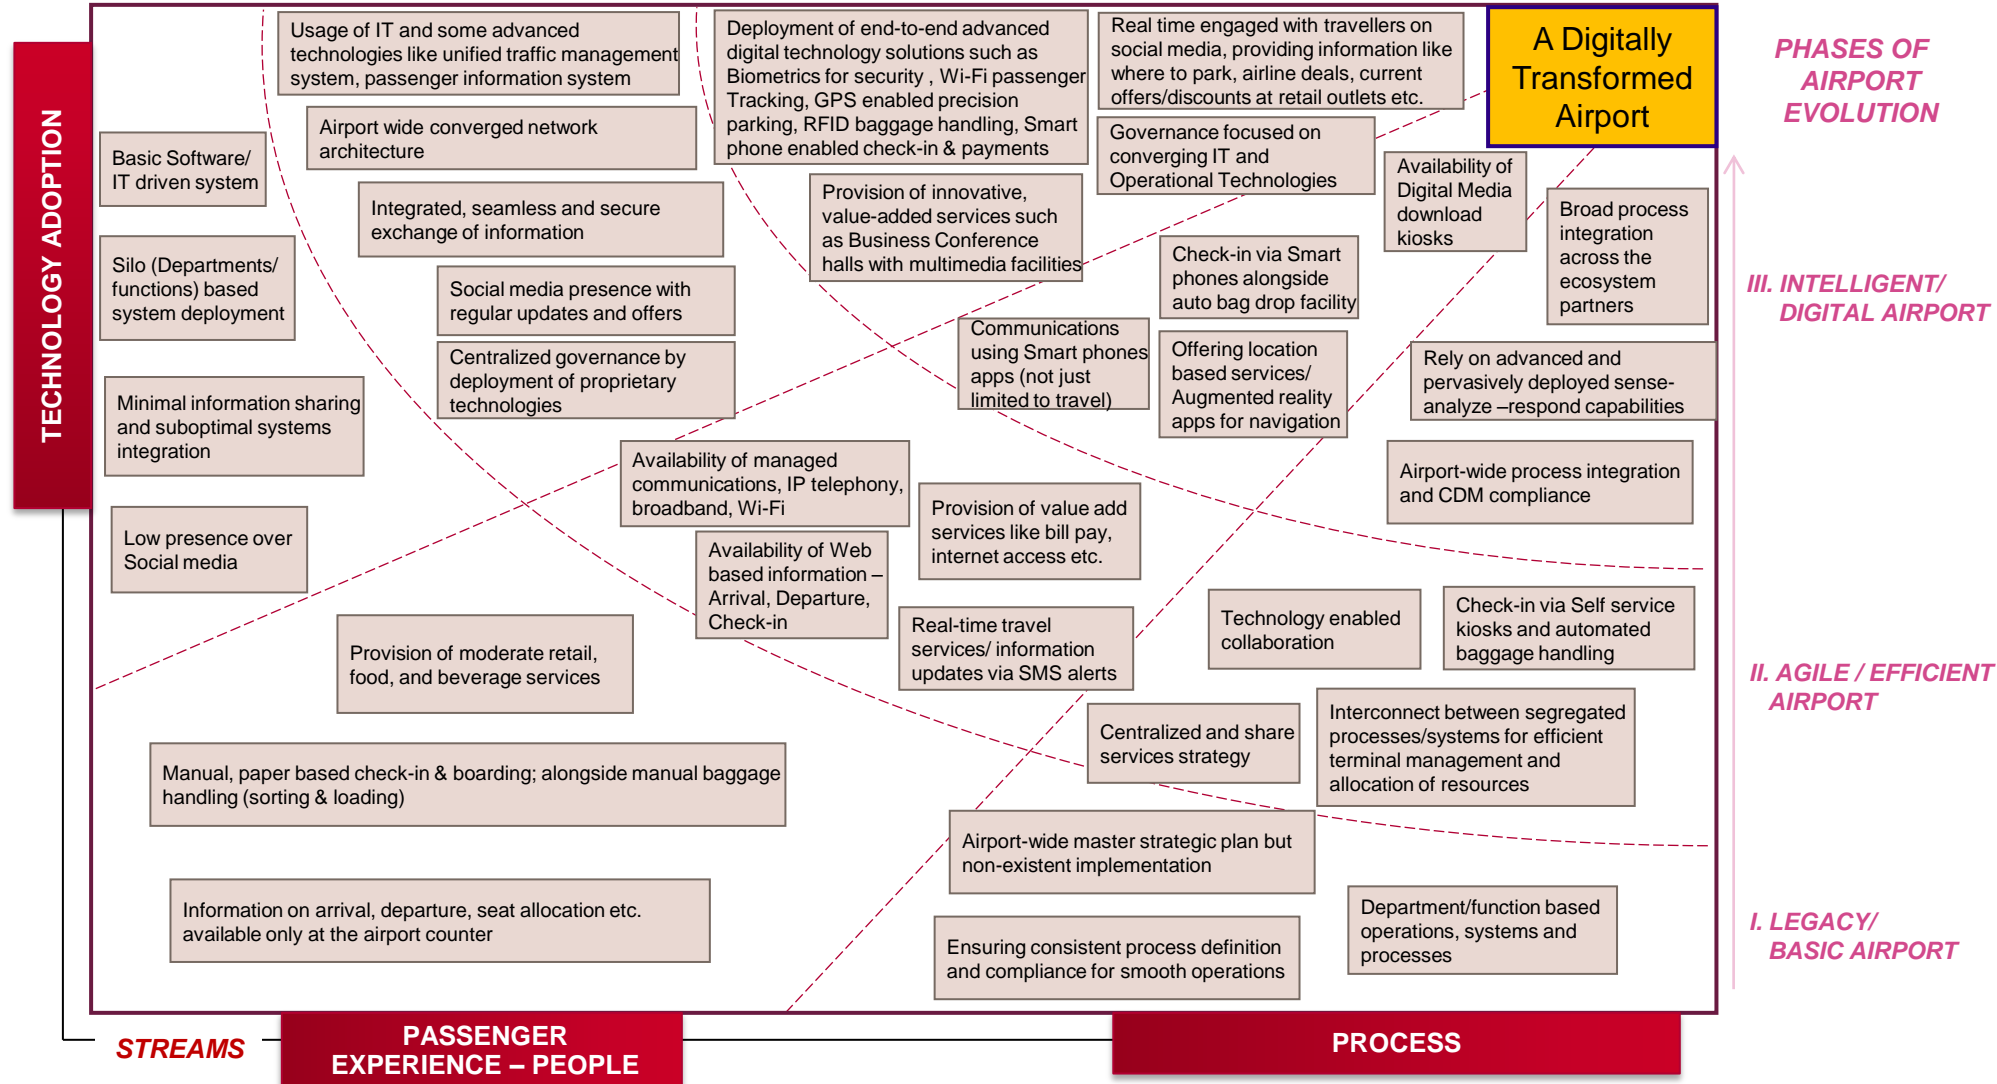 TECHNOLOGY ADOPTION
Basic Software/
IT driven system
Silo (Departments/
functions) based
system deployment
Minimal information sharing
and suboptimal systems
integration
Low presence over
Social media
Usage of IT and some advanced
technologies like unified traffic management
system, passenger information system
Airport wide converged network
architecture
Integrated, seamless and secure
exchange of information
Social media presence with
regular updates and offers
Centralized governance by
deployment of proprietary
technologies
Deployment of end-to-end advanced
digital technology solutions such as
Biometrics for security , Wi-Fi passenger
Tracking, GPS enabled precision
parking, RFID baggage handling, Smart
phone enabled check-in & payments
Provision of innovative,
value-added services such
as Business Conference
halls with multimedia facilities
Real time engaged with travellers on
social media, providing information like
where to park, airline deals, current
offers/discounts at retail outlets etc.
Governance focused on
converging IT and
Operational Technologies
A Digitally
Transformed
Airport
Availability of
Digital Media
download
kiosks
Broad process
integration
across the
ecosystem
partners
Check-in via Smart
phones alongside
auto bag drop facility
Communications
using Smart phones
apps (not just
limited to travel)
Offering location
based services/
Augmented reality
apps for navigation
Rely on advanced and
pervasively deployed sense-
analyze –respond capabilities
Airport-wide process integration
and CDM compliance
Availability of managed
communications, IP telephony,
broadband, Wi-Fi
Provision of value add
services like bill pay,
internet access etc.
Availability of Web
based information –
Arrival, Departure,
Check-in
Real-time travel
services/ information
updates via SMS alerts
Technology enabled
collaboration
Check-in via Self service
kiosks and automated
baggage handling
Centralized and share
services strategy
Interconnect between segregated
processes/systems for efficient
terminal management and
allocation of resources
Provision of moderate retail,
food, and beverage services
Manual, paper based check-in & boarding; alongside manual baggage
handling (sorting & loading)
Information on arrival, departure, seat allocation etc.
available only at the airport counter
Airport-wide master strategic plan but
non-existent implementation
Ensuring consistent process definition
and compliance for smooth operations
Department/function based
operations, systems and
processes
PHASES OF
AIRPORT
EVOLUTION
III. INTELLIGENT/
DIGITAL AIRPORT
II. AGILE / EFFICIENT
AIRPORT
I. LEGACY/
BASIC AIRPORT
STREAMS
PASSENGER
EXPERIENCE – PEOPLE
PROCESS